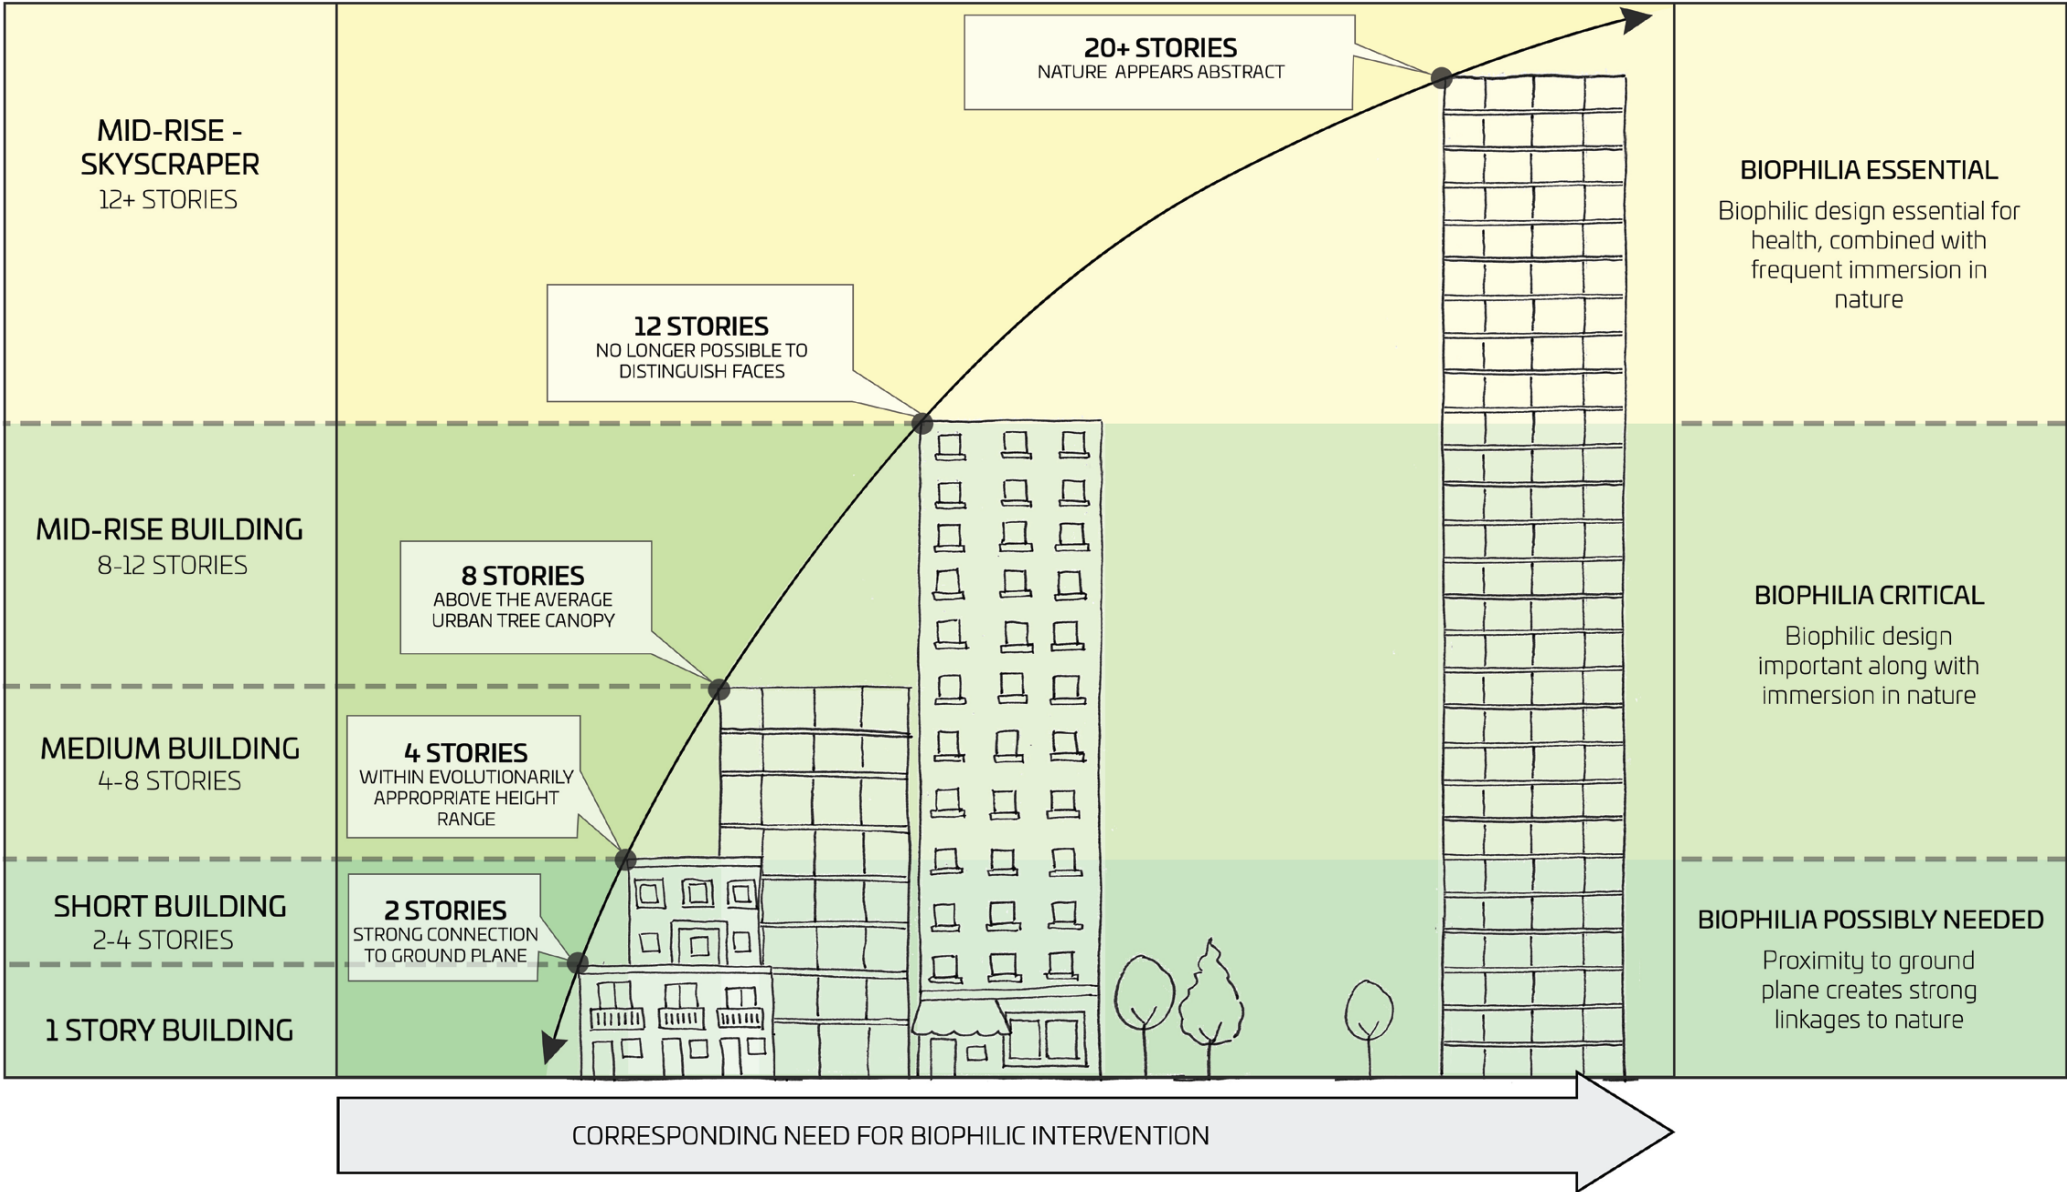 MID-RISE -
SKYSCRAPER
12+ STORIES
MID-RISE BUILDING
8-12 STORIES
MEDIUM BUILDING
4-8 STORIES
SHORT BUILDING
2-4 STORIES
1 STORY BUILDING
20+ STORIES
NATURE APPEARS ABSTRACT
12 STORIES
NO LONGER POSSIBLE TO
DISTINGUISH FACES
8 STORIES
ABOVE THE AVERAGE
URBAN TREE CANOPY
4 STORIES
WITHIN EVOLUTIONARILY
APPROPRIATE HEIGHT
RANGE
2 STORIES
STRONG CONNECTION
TO GROUND PLANE
BIOPHILIA ESSENTIAL
Biophilic design essential for
health, combined with
frequent immersion in
nature
BIOPHILIA CRITICAL
Biophilic design
important along with
immersion in nature
BIOPHILIA POSSIBLY NEEDED
Proximity to ground
plane creates strong
linkages to nature
CORRESPONDING NEED FOR BIOPHILIC INTERVENTION